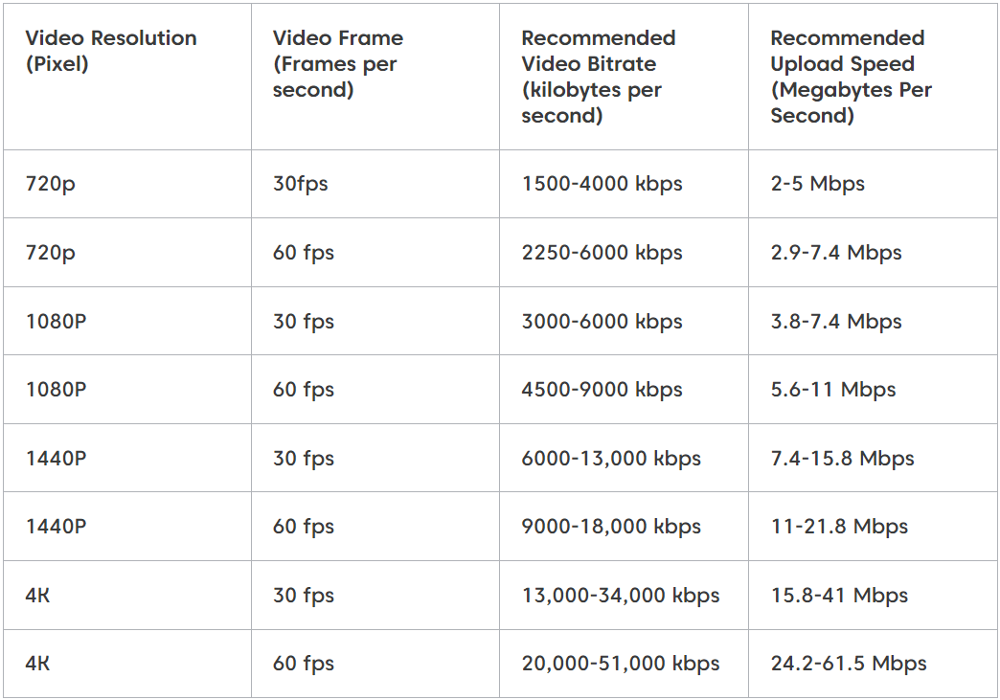 Video Resolution (Pixel)
Video Frame (Frames per second)
Recommended Video Bitrate (kilobytes per second)
Recommended Upload Speed (Megabytes Per Second)
720p 30fps 1500-4000 kbps 2-5 Mbps
720p 60 fps 2250-6000 kbps 2.9-7.4 Mbps
1080P 30 fps 3000-6000 kbps 3.8-7.4 Mbps
1080P 60 fps 4500-9000 kbps 5.6-11 Mbps
1440P 30 fps 6000-13,000 kbps 7.4-15.8 Mbps
1440P 60 fps 9000-18,000 kbps 11-21.8 Mbps
4K 30 fps 13,000-34,000 kbps 15.8-41 Mbps
4K 60 fps 20,000-51,000 kbps 24.2-61.5 Mbps